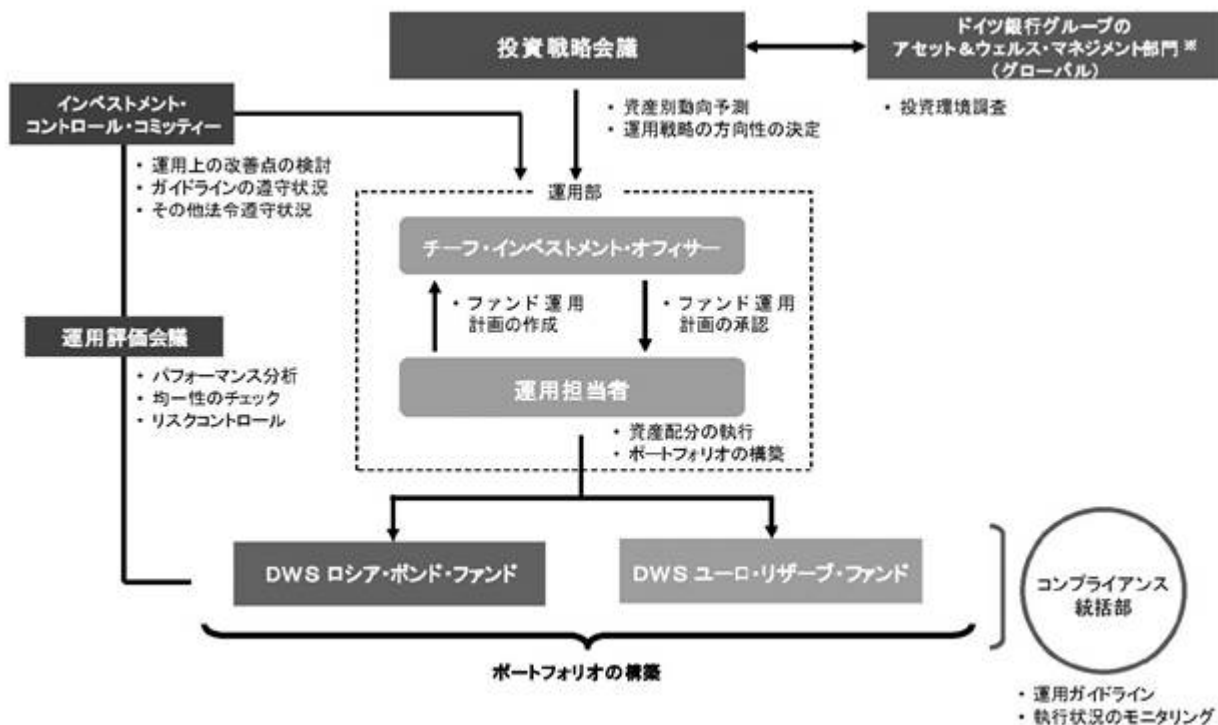 投資戦略会議
ドイツ銀行グループの
アセット＆ウェルス・マネジメント部門※
（グローバル）
・資産別動向予測
・運用戦略の方向性の決定
・投資環境調査
インベストメント・
コントロール・コミッティー
・運用上の改善点の検討
・ガイドラインの遵守状況
・その他法令遵守状況
運用部
チーフ・インベストメント・オフィサー
・ファンド運用
計画の作成
・ファンド運用
計画の承認
運用評価会議
・パフォーマンス分析
・均一性のチェック
・リスクコントロール
運用担当者
・資産配分の執行
・ポートフォリオの構築
DWS ロシア・ボンド・ファンド
DWS ユーロ・リザーブ・ファンド
コンプライアンス
統括部
ポートフォリオの構築
・運用ガイドライン
・執行状況のモニタリング